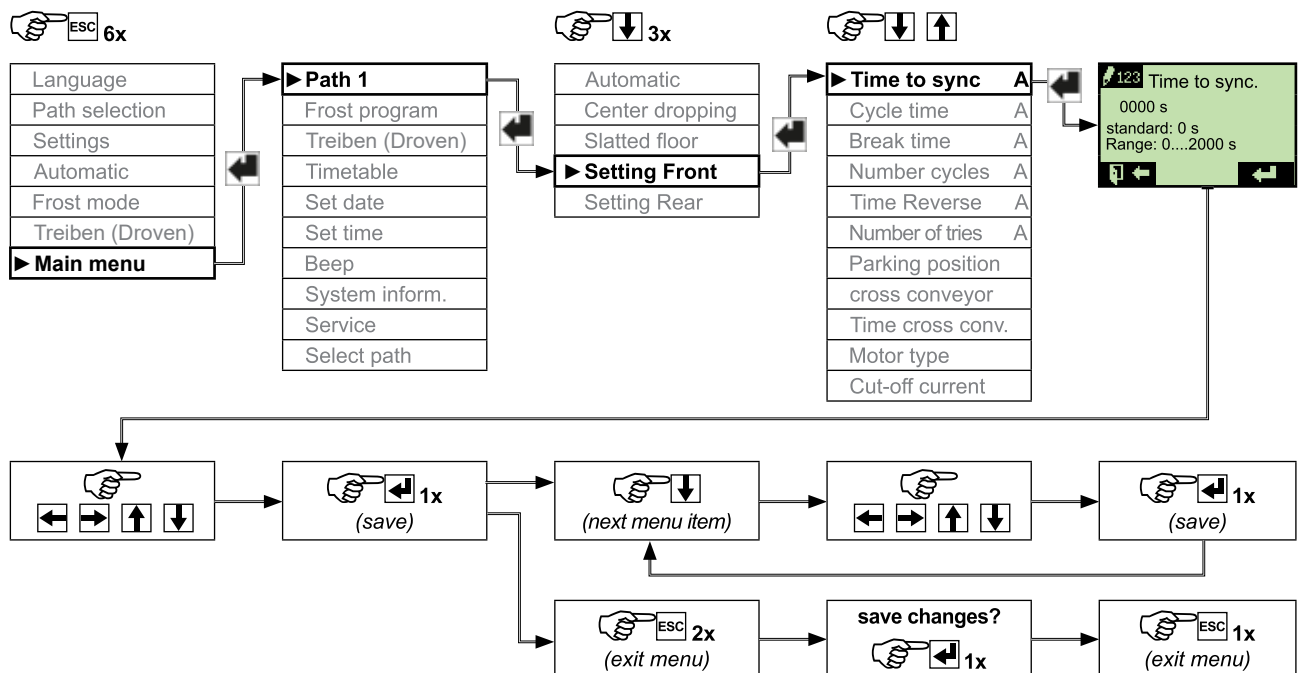 ESC 6x
3x
Language
Path selection
Settings
Automatic
Frost mode
Treiben (Droven)
Main menu
Path 1
Frost program
Treiben (Droven)
Timetable
Set date
Set time
Beep
System inform.
Service
Select path
Automatic
Center dropping
Slatted floor
Setting Front
Setting Rear
Time to sync A
Cycle time A
Break time A
Number cycles A
Time Reverse A
Number of tries A
Parking position
cross conveyor
Time cross conv.
Motor type
Cut-off current
123 Time to sync.
0000 s
standard: 0 s
Range: 0....2000 s
1x
(save)
(next menu item)
1x
(save)
ESC 2x
(exit menu)
save changes?
1x
ESC 1x
(exit menu)